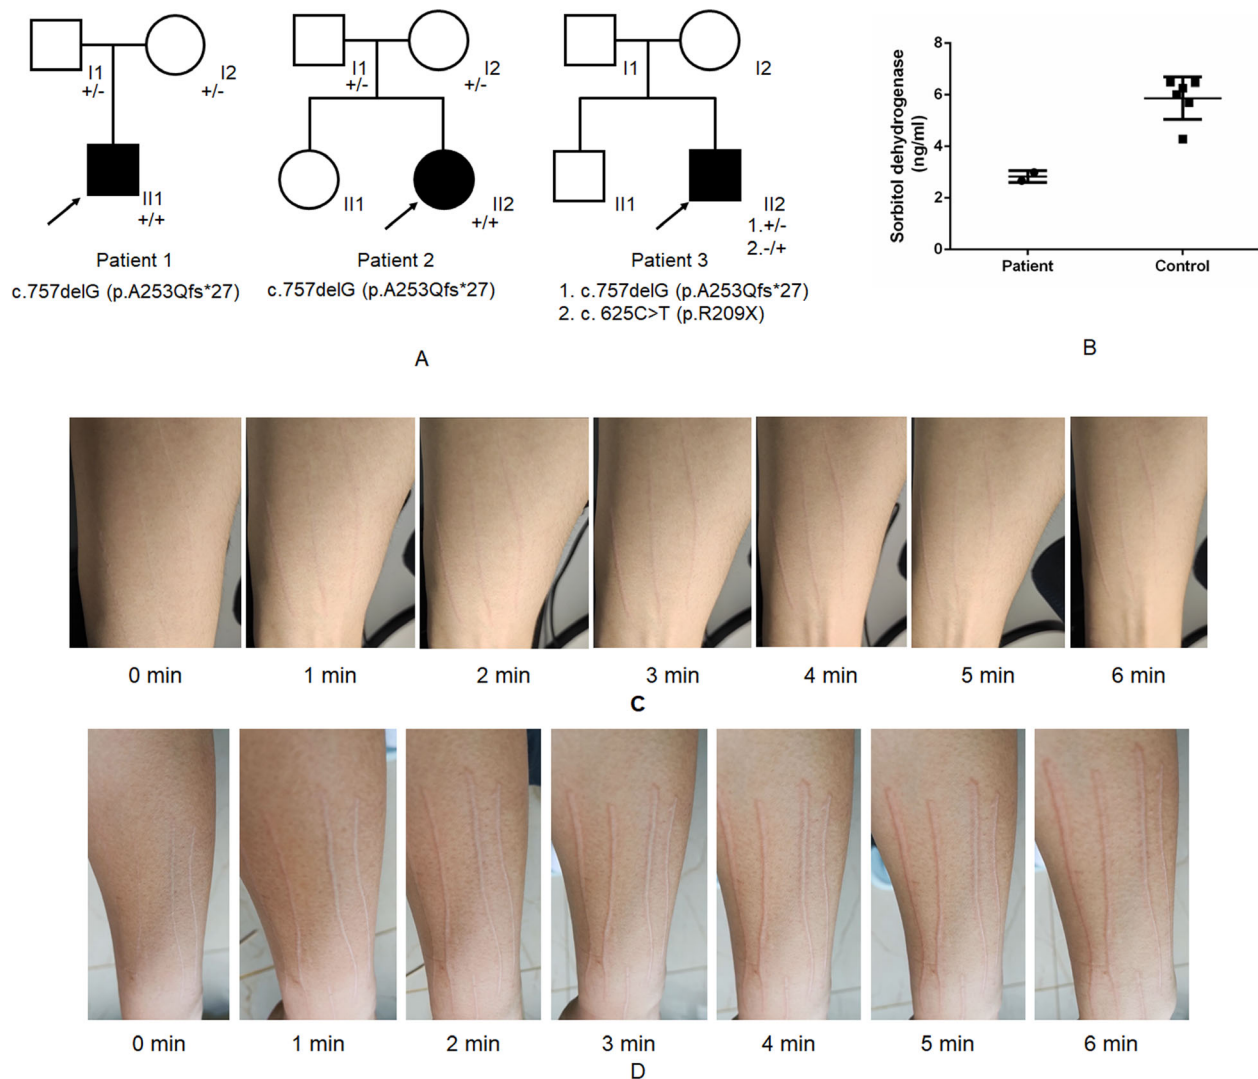 I1
+/-
I2
+/-
II1
+/+
Patient 1
c.757delG (p.A253Qfs*27)
I1
+/-
I2
+/-
II1
II2
+/+
Patient 2
c.757delG (p.A253Qfs*27)
I1
I2
II1
II2
1.+/-
2.-/+
Patient 3
1. c.757delG (p.A253Qfs*27)
2. c. 625C>T (p.R209X)
A
Sorbitol dehydrogenase
(ng/ml)
8
6
4
2
0
Patient
Control
B
0 min
1 min
2 min
3 min
4 min
5 min
6 min
C
0 min
1 min
2 min
3 min
4 min
5 min
6 min
D